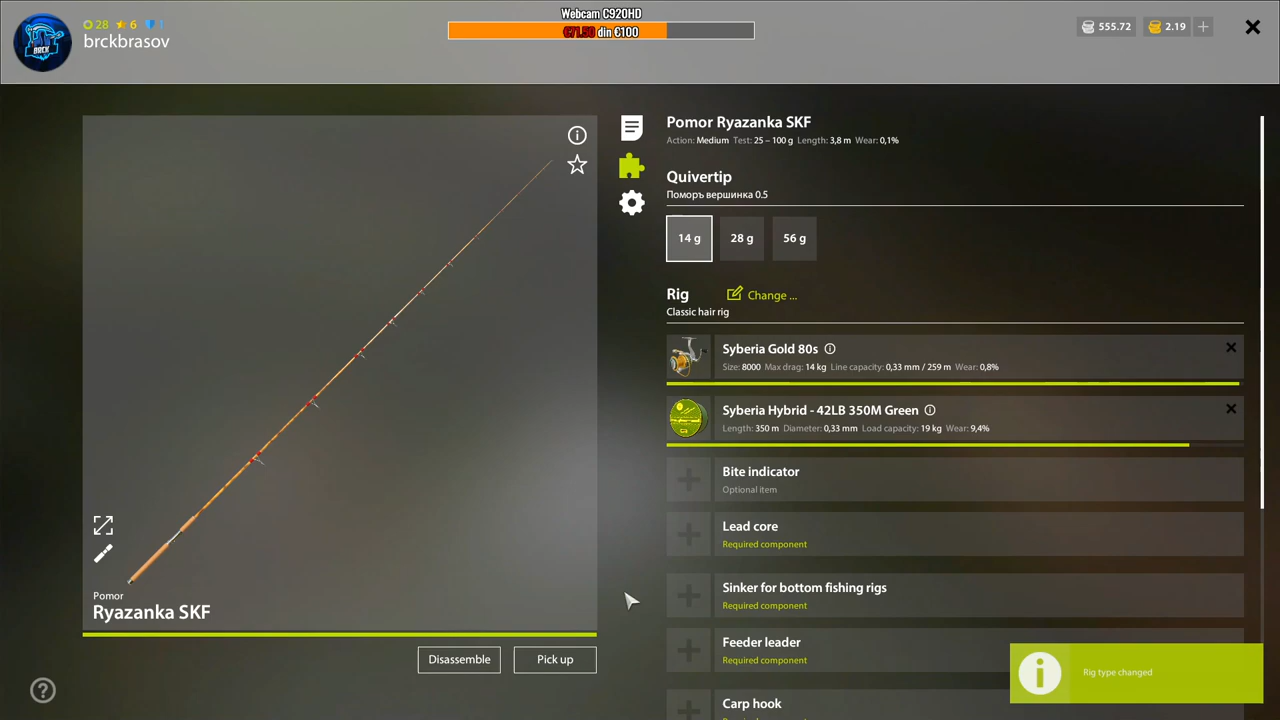 Webcam C920HD
€71.50 din €100
28 6 1
brckbrasov
555.72
2.19
BRCK
Pomor Ryazanka SKF
Action: Medium Test: 25 – 100 g Length: 3,8 m Wear: 0,1%
Quivertip
Поморъ вершинка 0.5
14 g
28 g
56 g
Rig
Change ...
Classic hair rig
Syberia Gold 80s
Size: 8000 Max drag: 14 kg Line capacity: 0,33 mm / 259 m Wear: 0,8%
Syberia Hybrid - 42LB 350M Green
Length: 350 m Diameter: 0,33 mm Load capacity: 19 kg Wear: 9,4%
Bite indicator
Optional item
Lead core
Required component
Sinker for bottom fishing rigs
Required component
Feeder leader
Required component
Carp hook
Pomor
Ryazanka SKF
Disassemble
Pick up
Rig type changed